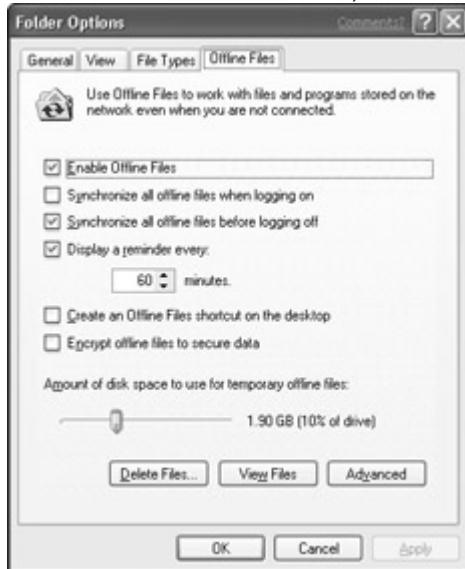 Folder Options Comments?
General View File Types Offline Files
Use Offline Files to work with files and programs stored on the
network even when you are not connected.
Enable Offline Files
Synchronize all offline files when logging on
Synchronize all offline files before logging off
Display a reminder every:
60 minutes.
Create an Offline Files shortcut on the desktop
Encrypt offline files to secure data
Amount of disk space to use for temporary offline files:
1.90 GB (10% of drive)
Delete Files... View Files Advanced
OK Cancel Apply